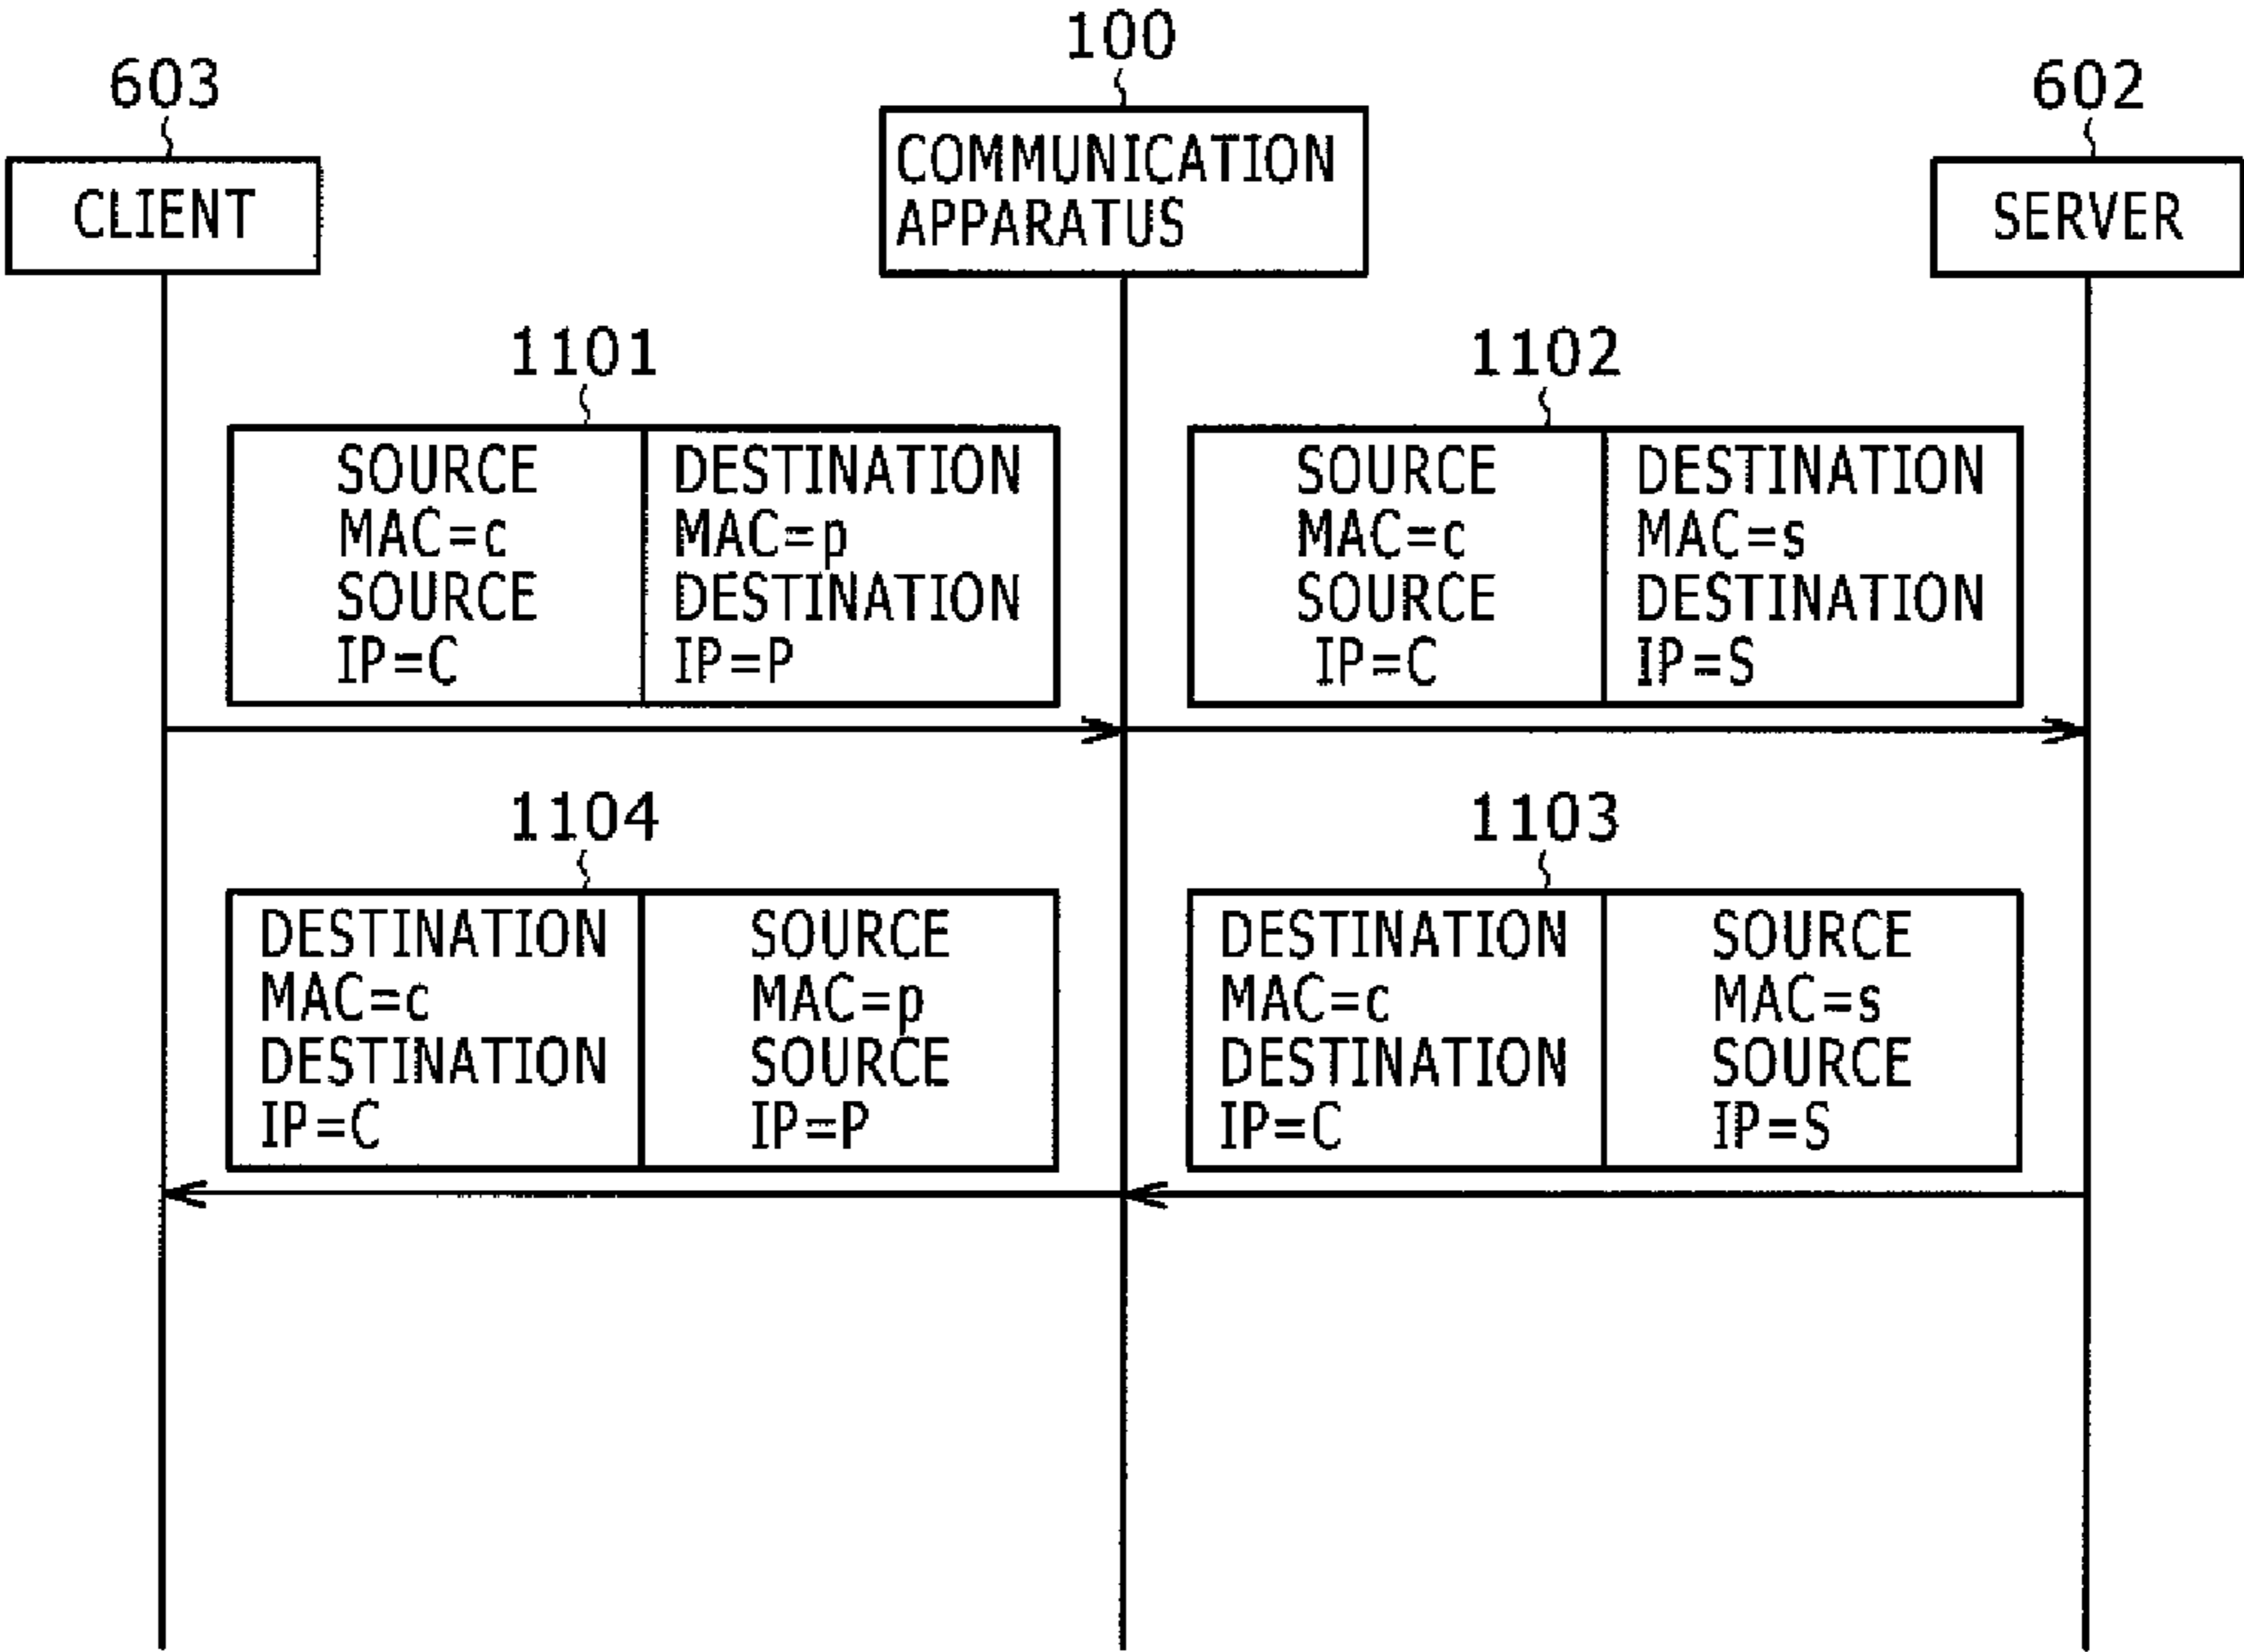 603
100
602
CLIENT
COMMUNICATION
APPARATUS
SERVER
1101
SOURCE
MAC=c
SOURCE
IP=C
DESTINATION
MAC=p
DESTINATION
IP=P
1102
SOURCE
MAC=c
SOURCE
IP=C
DESTINATION
MAC=s
DESTINATION
IP=S
1104
DESTINATION
MAC=c
DESTINATION
IP=C
SOURCE
MAC=p
SOURCE
IP=P
1103
DESTINATION
MAC=c
DESTINATION
IP=C
SOURCE
MAC=s
SOURCE
IP=S